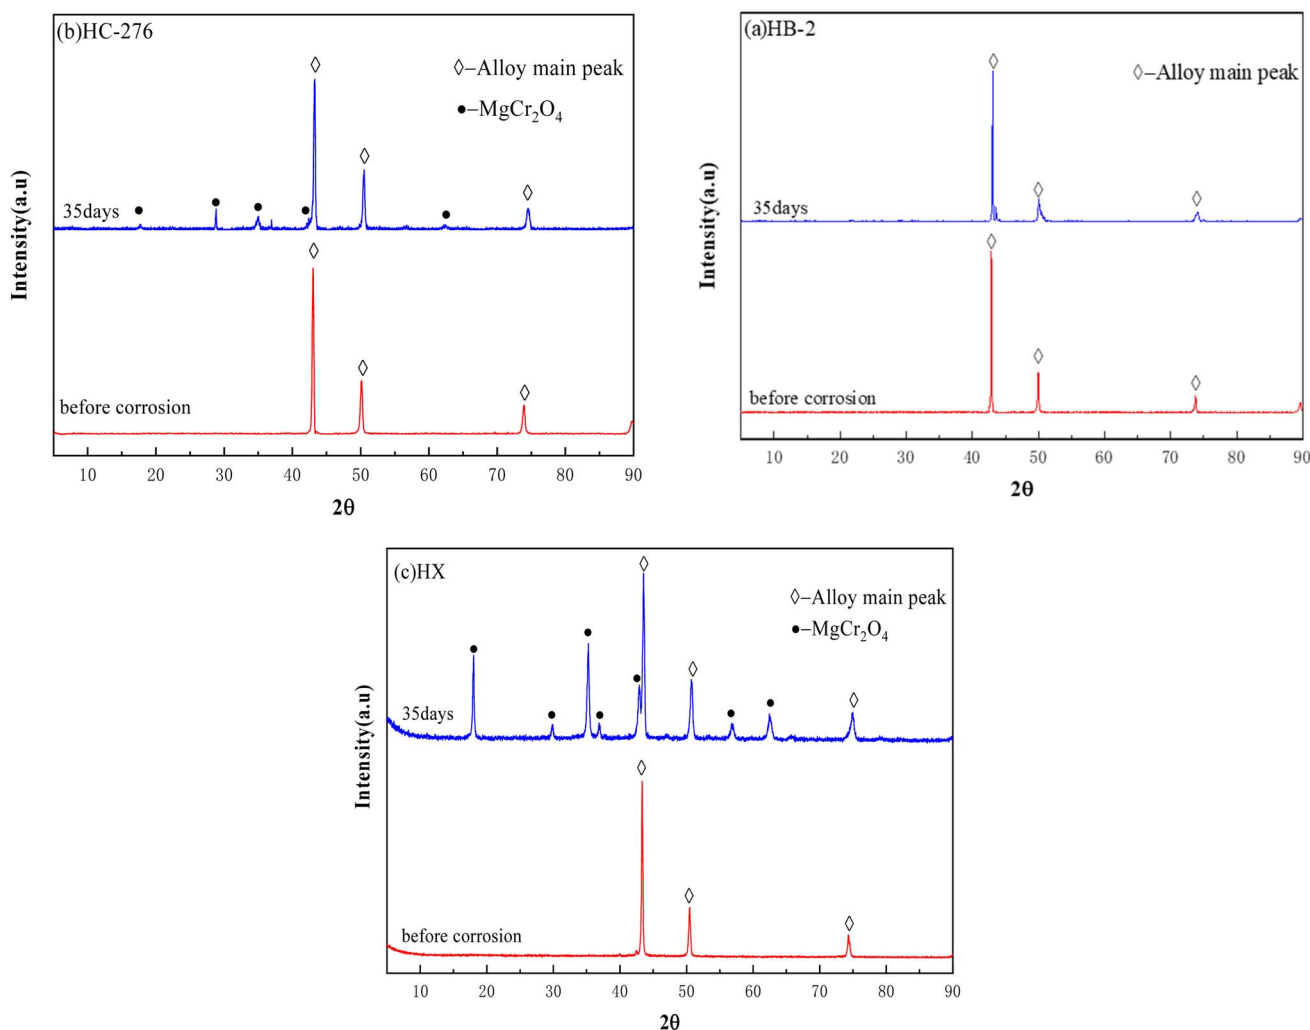 (b)HC-276
◊–Alloy main peak
●–MgCr₂O₄
35days
before corrosion
Intensity(a.u)
10 20 30 40 50 60 70 80 90
2θ
(a)HB-2
◊–Alloy main peak
35days
before corrosion
Intensity(a.u)
10 20 30 40 50 60 70 80 90
2θ
(c)HX
◊–Alloy main peak
●–MgCr₂O₄
35days
before corrosion
Intensity(a.u)
10 20 30 40 50 60 70 80 90
2θ